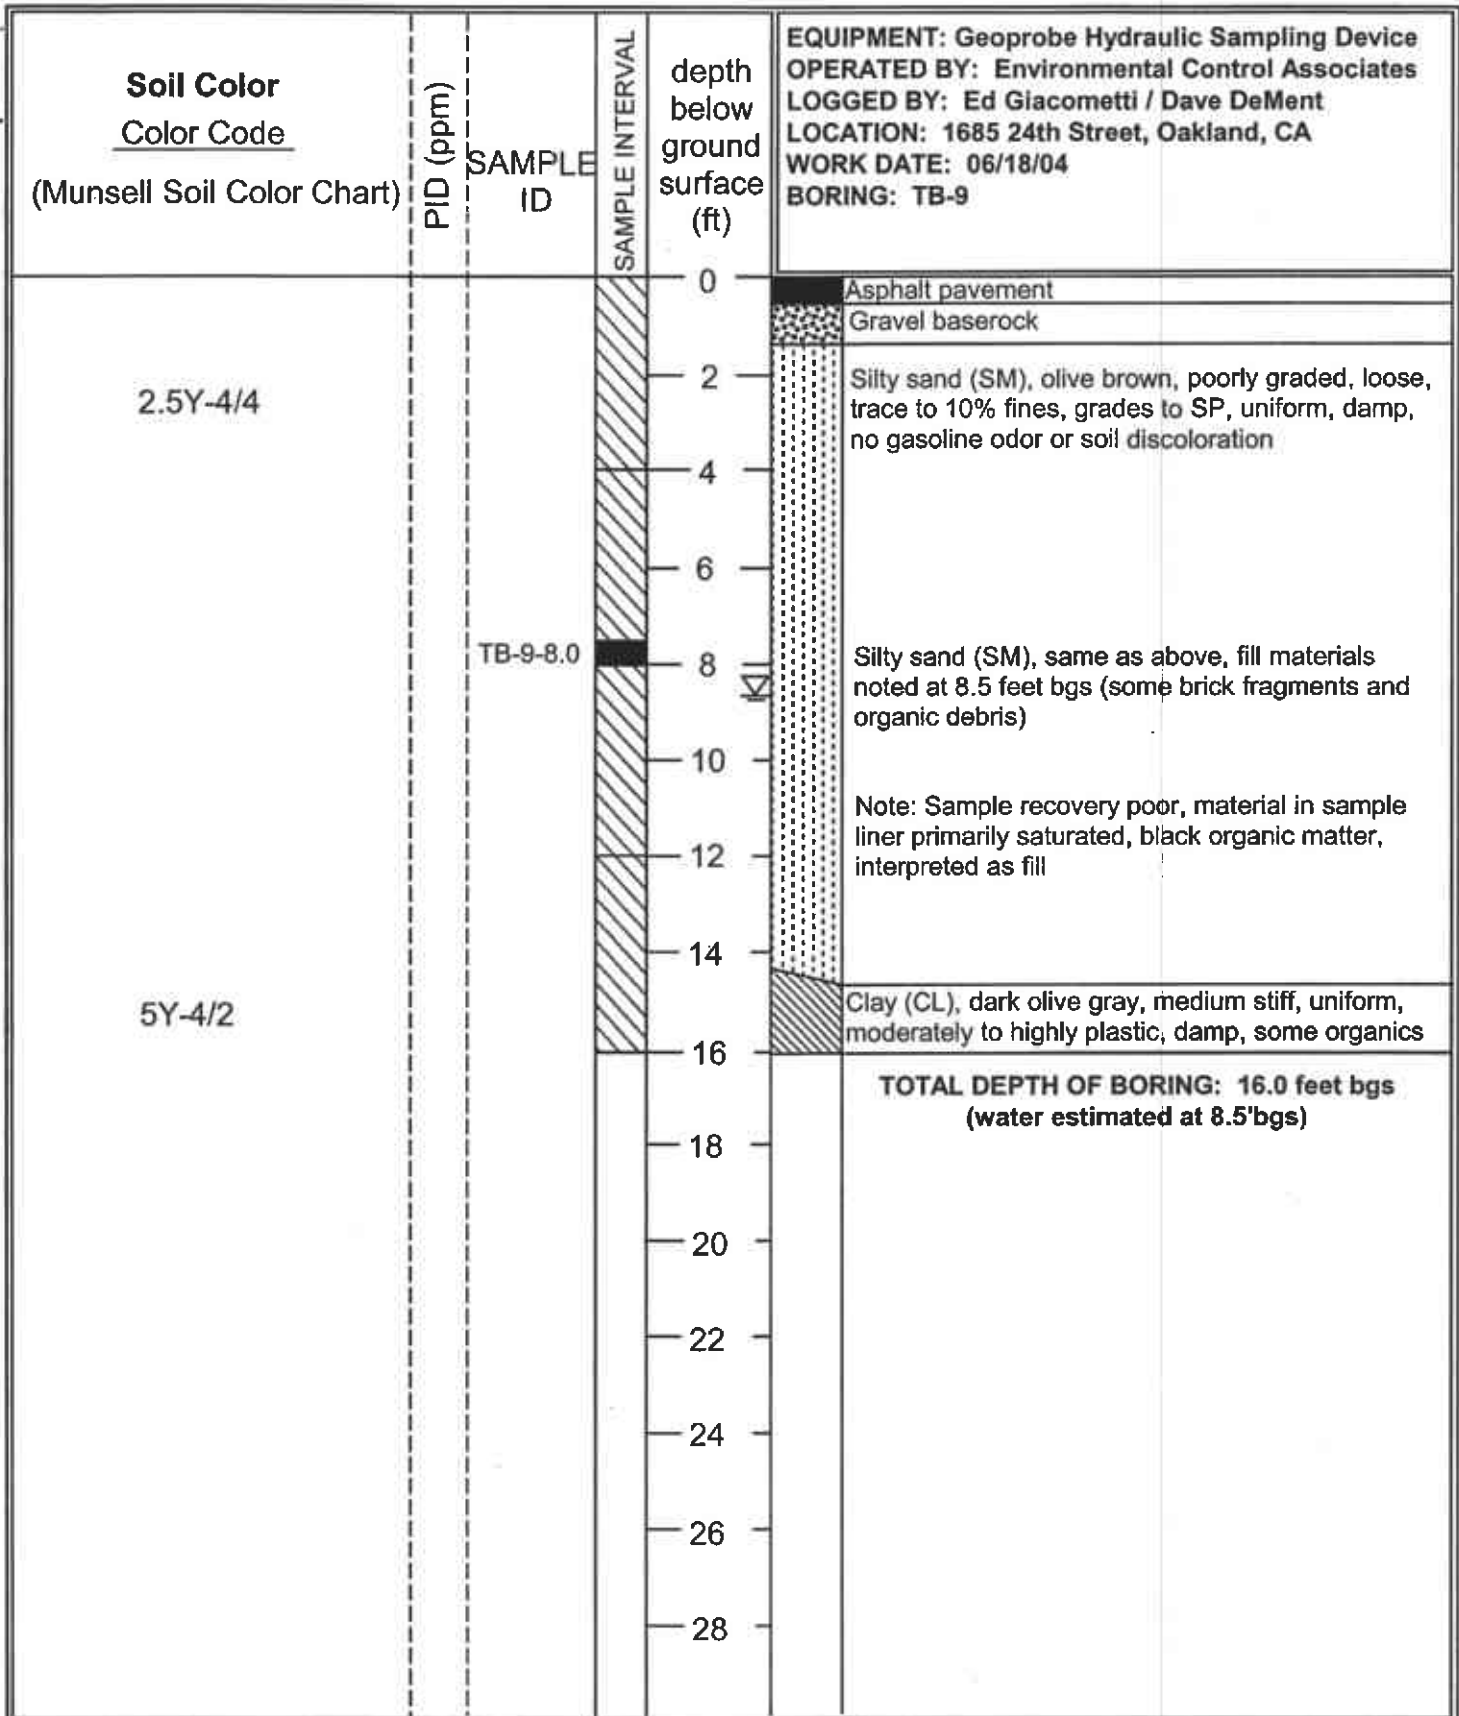 Soil Color
Color Code
(Munsell Soil Color Chart)
PID (ppm)
SAMPLE
ID
SAMPLE INTERVAL
depth
below
ground
surface
(ft)
EQUIPMENT: Geoprobe Hydraulic Sampling Device
OPERATED BY: Environmental Control Associates
LOGGED BY: Ed Giacometti / Dave DeMent
LOCATION: 1685 24th Street, Oakland, CA
WORK DATE: 06/18/04
BORING: TB-9
0
Asphalt pavement
Gravel baserock
2
2.5Y-4/4
Silty sand (SM), olive brown, poorly graded, loose,
trace to 10% fines, grades to SP, uniform, damp,
no gasoline odor or soil discoloration
4
6
TB-9-8.0
8
Silty sand (SM), same as above, fill materials
noted at 8.5 feet bgs (some brick fragments and
organic debris)
10
Note: Sample recovery poor, material in sample
liner primarily saturated, black organic matter,
interpreted as fill
12
14
5Y-4/2
Clay (CL), dark olive gray, medium stiff, uniform,
moderately to highly plastic, damp, some organics
16
TOTAL DEPTH OF BORING: 16.0 feet bgs
(water estimated at 8.5'bgs)
18
20
22
24
26
28